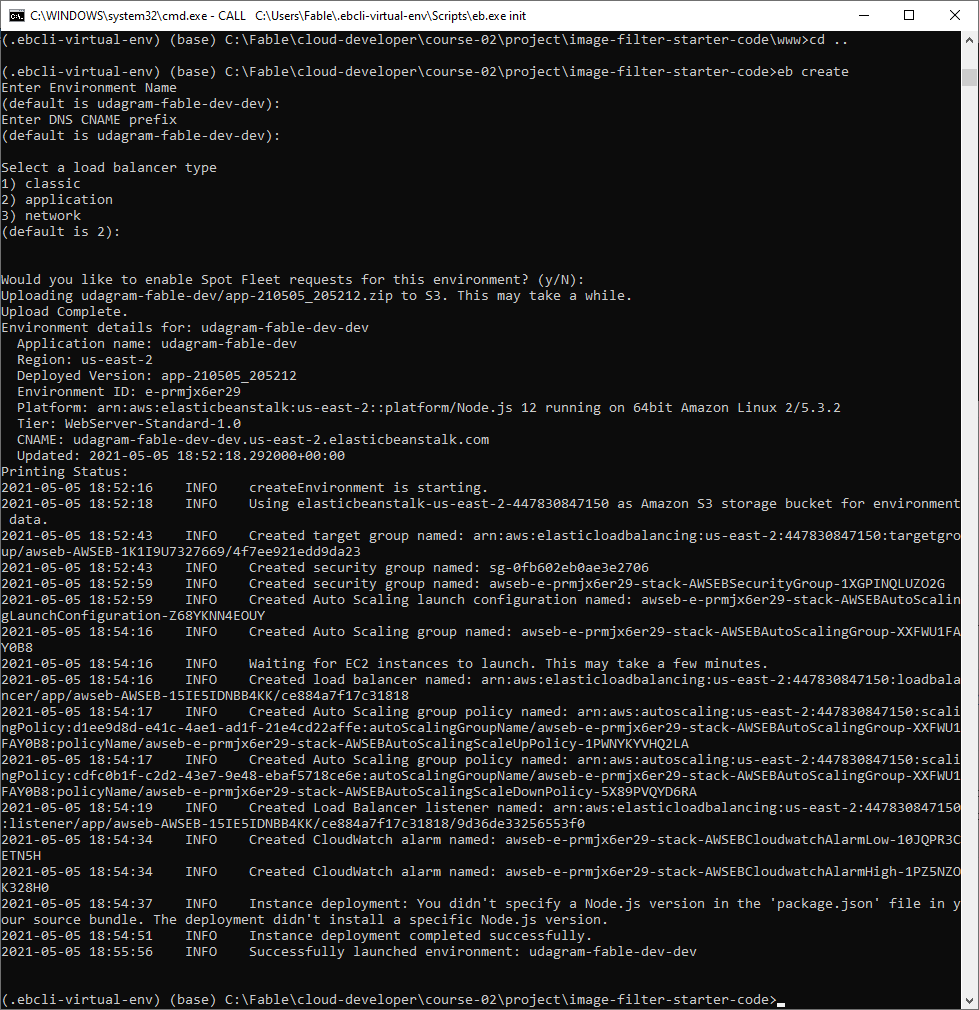 C:\WINDOWS\system32\cmd.exe - CALL C:\Users\Fable\.ebcli-virtual-env\Scripts\eb.exe init
(.ebcli-virtual-env) (base) C:\Fable\cloud-developer\course-02\project\image-filter-starter-code\www>cd ..
(.ebcli-virtual-env) (base) C:\Fable\cloud-developer\course-02\project\image-filter-starter-code>eb create
Enter Environment Name
(default is udagram-fable-dev-dev):
Enter DNS CNAME prefix
(default is udagram-fable-dev-dev):
Select a load balancer type
1) classic
2) application
3) network
(default is 2):
Would you like to enable Spot Fleet requests for this environment? (y/N):
Uploading udagram-fable-dev/app-210505_205212.zip to S3. This may take a while.
Upload Complete.
Environment details for: udagram-fable-dev-dev
  Application name: udagram-fable-dev
  Region: us-east-2
  Deployed Version: app-210505_205212
  Environment ID: e-prmjx6er29
  Platform: arn:aws:elasticbeanstalk:us-east-2::platform/Node.js 12 running on 64bit Amazon Linux 2/5.3.2
  Tier: WebServer-Standard-1.0
  CNAME: udagram-fable-dev-dev.us-east-2.elasticbeanstalk.com
  Updated: 2021-05-05 18:52:18.292000+00:00
Printing Status:
2021-05-05 18:52:16    INFO    createEnvironment is starting.
2021-05-05 18:52:18    INFO    Using elasticbeanstalk-us-east-2-447830847150 as Amazon S3 storage bucket for environment
 data.
2021-05-05 18:52:43    INFO    Created target group named: arn:aws:elasticloadbalancing:us-east-2:447830847150:targetgro
up/awseb-AWSEB-1K1I9U7327669/4f7ee921edd9da23
2021-05-05 18:52:43    INFO    Created security group named: sg-0fb602eb0ae3e2706
2021-05-05 18:52:59    INFO    Created security group named: awseb-e-prmjx6er29-stack-AWSEBSecurityGroup-1XGPINQLUZO2G
2021-05-05 18:52:59    INFO    Created Auto Scaling launch configuration named: awseb-e-prmjx6er29-stack-AWSEBAutoScalin
gLaunchConfiguration-Z68YKNN4EOUY
2021-05-05 18:54:16    INFO    Created Auto Scaling group named: awseb-e-prmjx6er29-stack-AWSEBAutoScalingGroup-XXFWU1FA
Y0B8
2021-05-05 18:54:16    INFO    Waiting for EC2 instances to launch. This may take a few minutes.
2021-05-05 18:54:16    INFO    Created load balancer named: arn:aws:elasticloadbalancing:us-east-2:447830847150:loadbala
ncer/app/awseb-AWSEB-15IE5IDNBB4KK/ce884a7f17c31818
2021-05-05 18:54:17    INFO    Created Auto Scaling group policy named: arn:aws:autoscaling:us-east-2:447830847150:scali
ngPolicy:d1ee9d8d-e41c-4ae1-ad1f-21e4cd22affe:autoScalingGroupName/awseb-e-prmjx6er29-stack-AWSEBAutoScalingGroup-XXFWU1
FAY0B8:policyName/awseb-e-prmjx6er29-stack-AWSEBAutoScalingScaleUpPolicy-1PWNYKYVHQ2LA
2021-05-05 18:54:17    INFO    Created Auto Scaling group policy named: arn:aws:autoscaling:us-east-2:447830847150:scali
ngPolicy:cdfc0b1f-c2d2-43e7-9e48-ebaf5718ce6e:autoScalingGroupName/awseb-e-prmjx6er29-stack-AWSEBAutoScalingGroup-XXFWU1
FAY0B8:policyName/awseb-e-prmjx6er29-stack-AWSEBAutoScalingScaleDownPolicy-5X89PVQYD6RA
2021-05-05 18:54:19    INFO    Created Load Balancer listener named: arn:aws:elasticloadbalancing:us-east-2:447830847150
:listener/app/awseb-AWSEB-15IE5IDNBB4KK/ce884a7f17c31818/9d36de33256553f0
2021-05-05 18:54:34    INFO    Created CloudWatch alarm named: awseb-e-prmjx6er29-stack-AWSEBCloudwatchAlarmLow-10JQPR3C
ETN5H
2021-05-05 18:54:34    INFO    Created CloudWatch alarm named: awseb-e-prmjx6er29-stack-AWSEBCloudwatchAlarmHigh-1PZ5NZO
K328H0
2021-05-05 18:54:37    INFO    Instance deployment: You didn't specify a Node.js version in the 'package.json' file in y
our source bundle. The deployment didn't install a specific Node.js version.
2021-05-05 18:54:51    INFO    Instance deployment completed successfully.
2021-05-05 18:55:56    INFO    Successfully launched environment: udagram-fable-dev-dev
(.ebcli-virtual-env) (base) C:\Fable\cloud-developer\course-02\project\image-filter-starter-code>